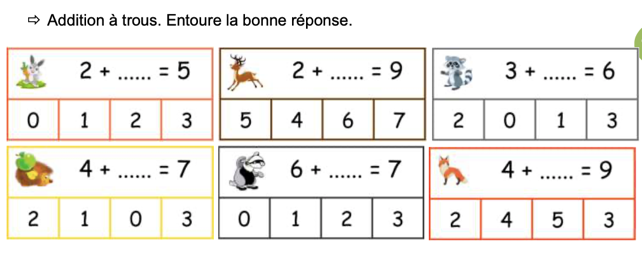 ⇨ Addition à trous. Entoure la bonne réponse.
2 + ...... = 5
2 + ...... = 9
3 + ...... = 6
0 1 2 3
5 4 6 7
2 0 1 3
4 + ...... = 7
6 + ...... = 7
4 + ...... = 9
2 1 0 3
0 1 2 3
2 4 5 3